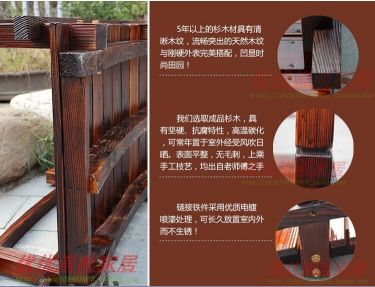 5年以上的杉木材具有清
晰木纹，流畅突出的天然木纹
与刚硬外表完美搭配，凹显时
尚田园！
我们选取成品杉木，具
有坚硬、抗腐特性，高温碳化
，可常年置于室外经受风吹日
晒。表面平整，无毛刺，上乘
手工技艺，均出自老师傅之手
链接铁件采用优质电镀
喷漆处理，可长久放置室内外
而不生锈！